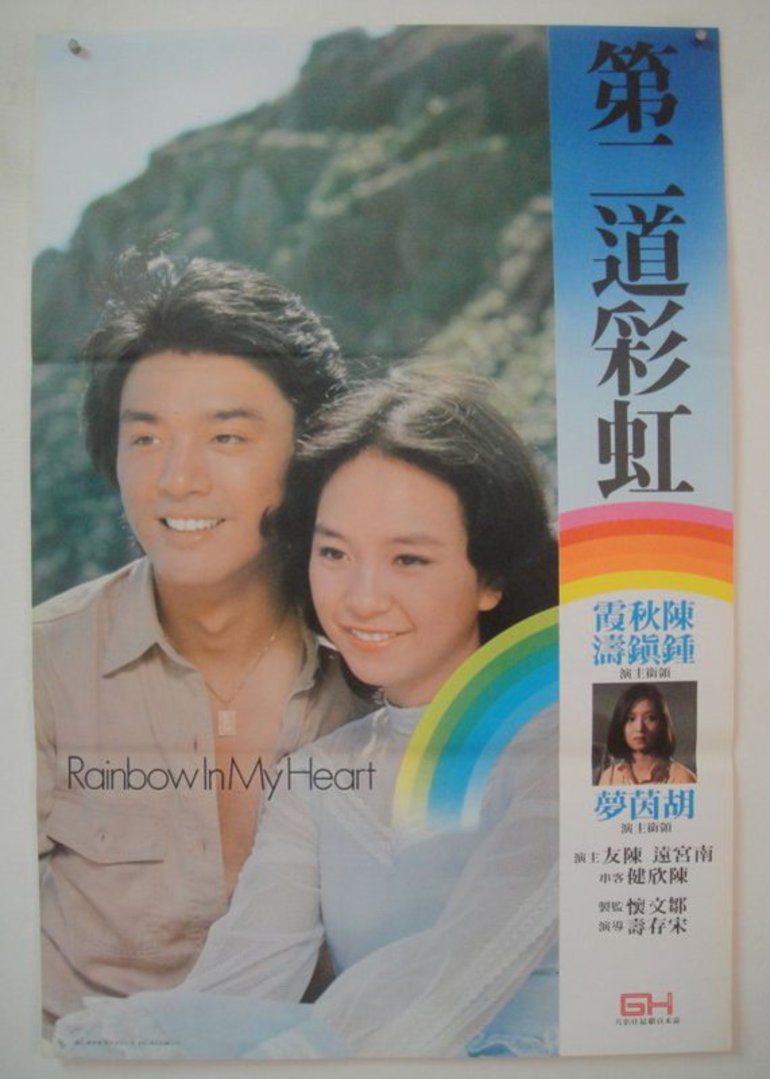 第二道彩虹
Rainbow In My Heart
陳秋霞
鍾鎭濤
領銜主演
胡茵夢
領銜主演
南宮遠 陳友 主演
陳欣健 客串
鄒文懷 監製
宋存壽 導演
GH